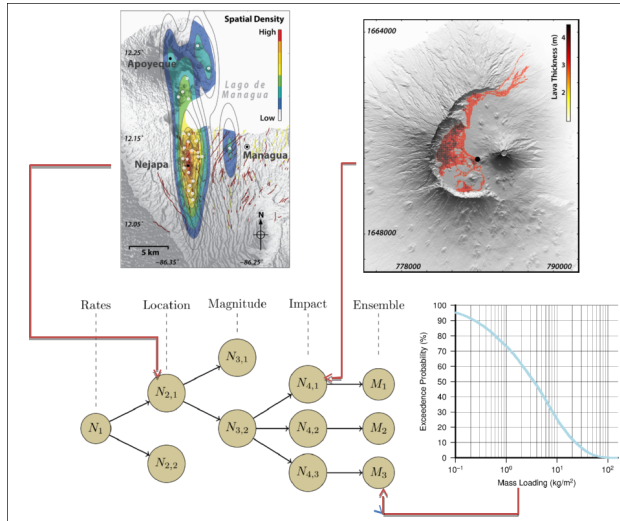 Spatial Density
High
Low
12.25°
Apoyeque
Lago de
Managua
12.15°
Managua
Nejapa
12.05°
N
5 km
−86.35°
−86.25°
1664000
Lava Thickness (m)
4
3
2
1648000
778000
790000
Rates
Location
Magnitude
Impact
Ensemble
N1
N2,1
N2,2
N3,1
N3,2
N4,1
N4,2
N4,3
M1
M2
M3
Exceedence Probability (%)
100
90
80
70
60
50
40
30
20
10
0
10⁻¹
10⁰
10¹
10²
Mass Loading (kg/m²)